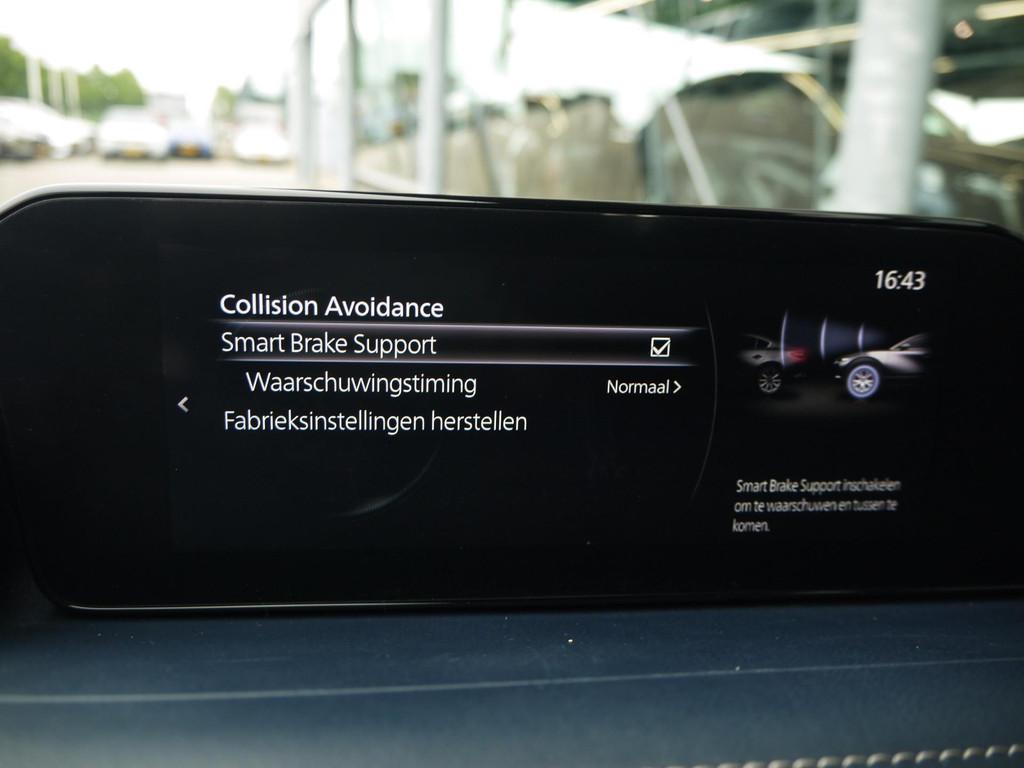 16:43
Collision Avoidance
Smart Brake Support
Waarschuwingstiming Normaal >
Fabrieksinstellingen herstellen
Smart Brake Support inschakelen
om te waarschuwen en tussen te
komen.